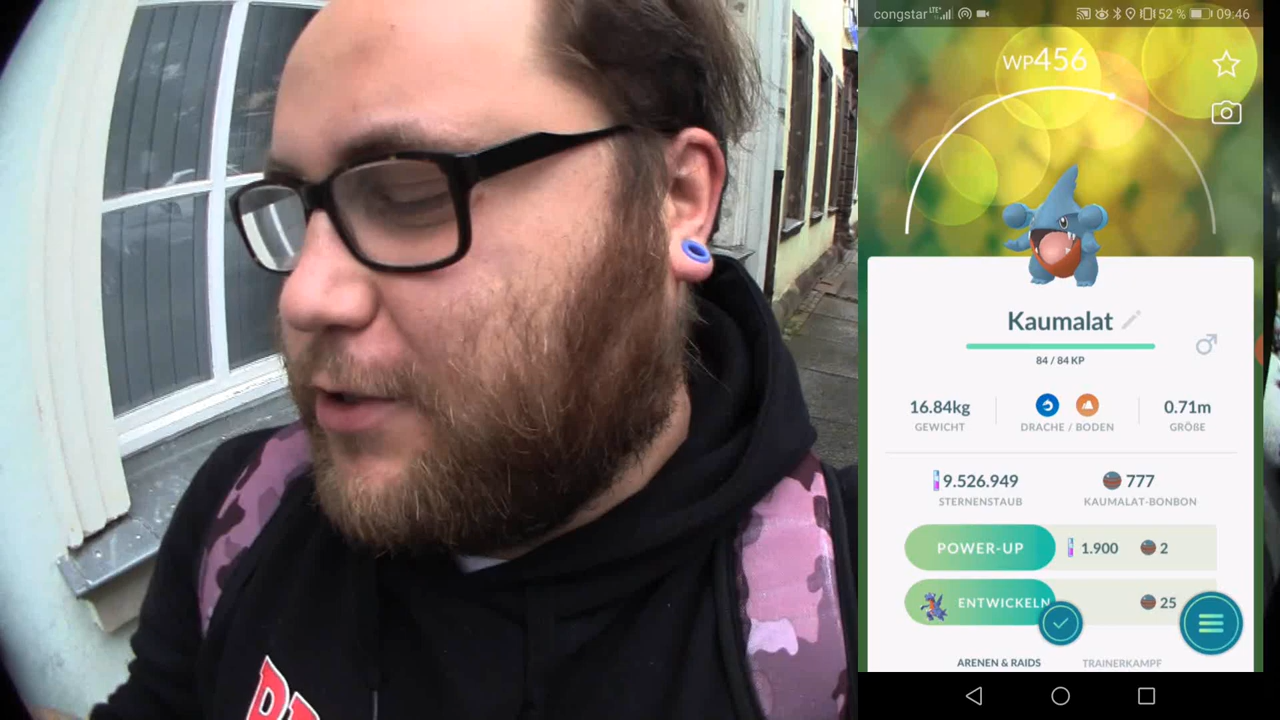 congstar LTE 52 % 09:46
WP456
Kaumalat
84 / 84 KP
16.84kg
GEWICHT
DRACHE / BODEN
0.71m
GRÖßE
9.526.949
STERNENSTAUB
777
KAUMALAT-BONBON
POWER-UP 1.900 2
ENTWICKELN 25
ARENEN & RAIDS TRAINERKAMPF